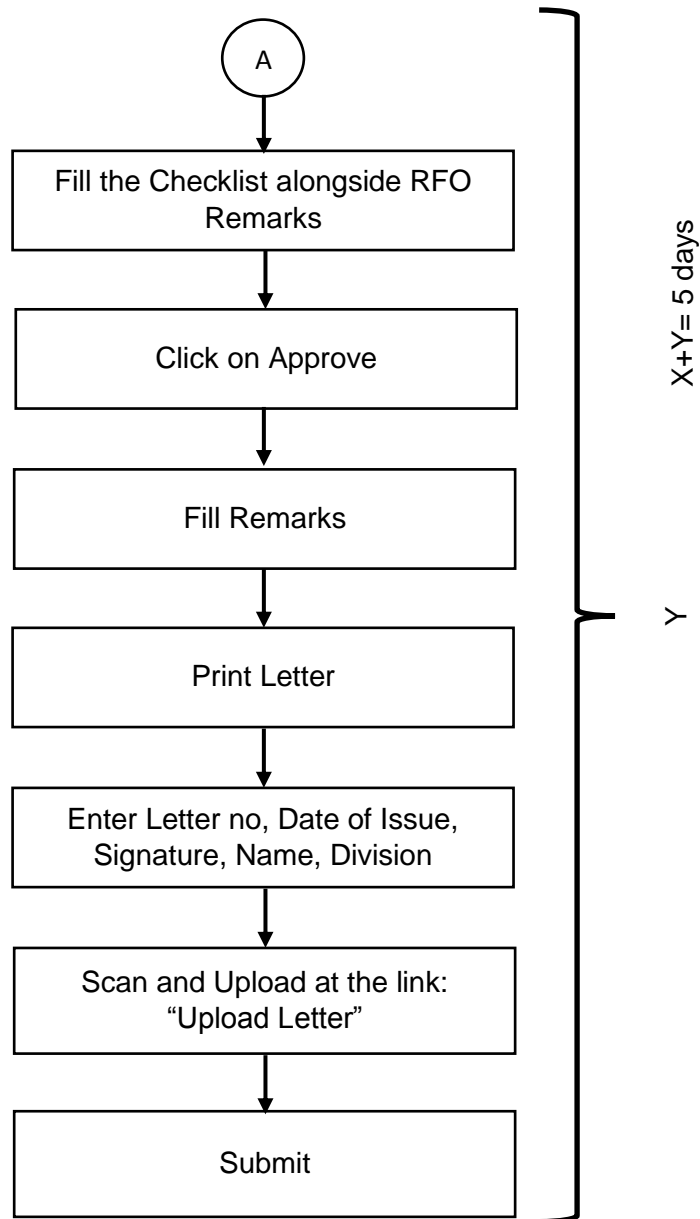 A
Fill the Checklist alongside RFO
Remarks
Click on Approve
Fill Remarks
Print Letter
Enter Letter no, Date of Issue,
Signature, Name, Division
Scan and Upload at the link:
“Upload Letter”
Submit
X+Y= 5 days
Y